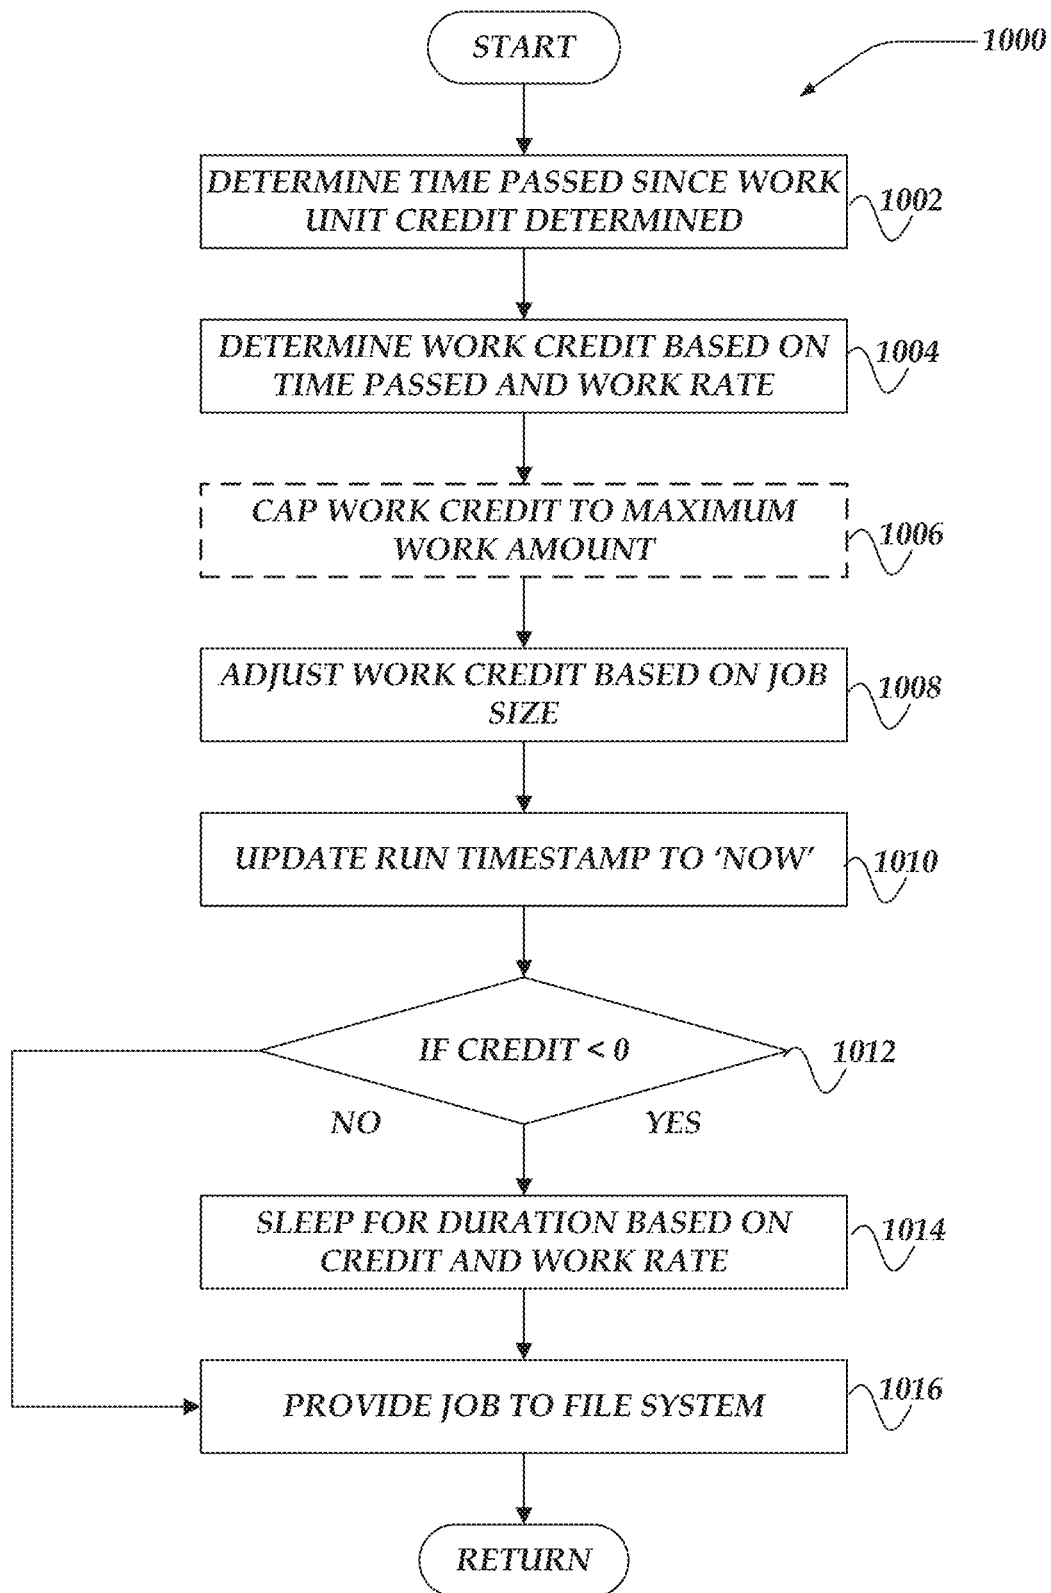 START
1000
DETERMINE TIME PASSED SINCE WORK
UNIT CREDIT DETERMINED
1002
DETERMINE WORK CREDIT BASED ON
TIME PASSED AND WORK RATE
1004
CAP WORK CREDIT TO MAXIMUM
WORK AMOUNT
1006
ADJUST WORK CREDIT BASED ON JOB
SIZE
1008
UPDATE RUN TIMESTAMP TO ‘NOW’
1010
IF CREDIT < 0
1012
NO
YES
SLEEP FOR DURATION BASED ON
CREDIT AND WORK RATE
1014
PROVIDE JOB TO FILE SYSTEM
1016
RETURN